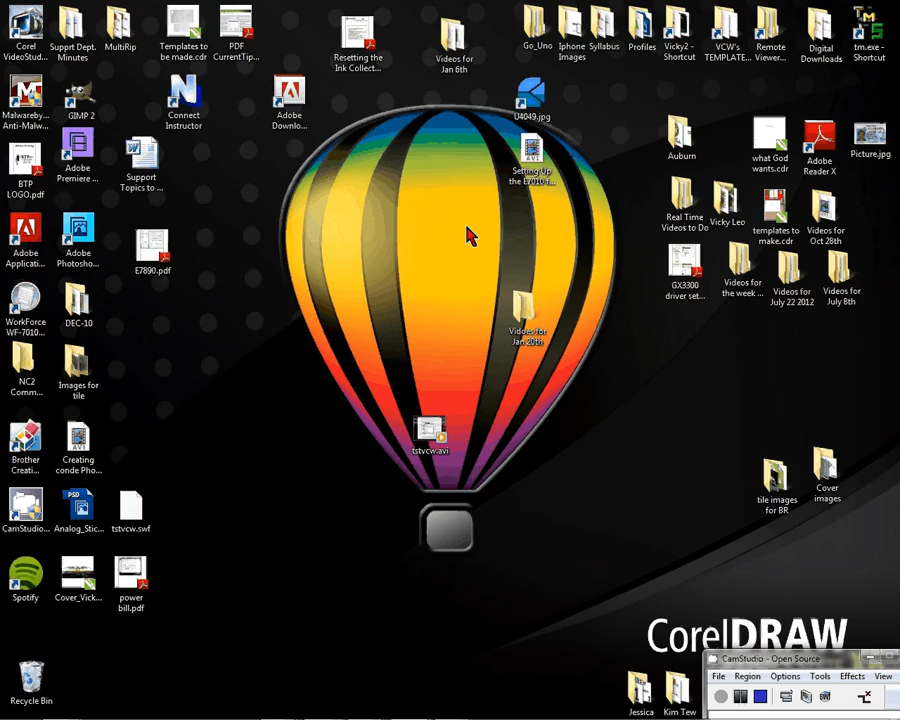 Corel
VideoStud...
Supprt Dept.
Minutes
MultiRip
Templates to
be made.cdr
PDF
CurrentTip...
Resetting the
Ink Collect...
Videos for
Jan 6th
Go_Uno
Iphone
Images
Syllabus
Profiles
Vicky2 -
Shortcut
VCW's
TEMPLATE...
Remote
Viewer...
Digital
Downloads
TMS
tm.exe -
Shortcut
Malwareby...
Anti-Malw...
GIMP 2
Connect
Instructor
Adobe
Downlo...
U4049.jpg
BTP
LOGO.pdf
Adobe
Premiere ...
Support
Topics to ...
AVI
Setting Up
the E7010 f...
Auburn
what God
wants.cdr
Adobe
Reader X
Picture.jpg
Adobe
Applicati...
Adobe
Photosho...
E7890.pdf
Real Time
Videos to Do
Vicky Leo
templates to
make.cdr
Videos for
Oct 28th
GX3300
driver set...
Videos for
the week ...
Videos for
July 22 2012
Videos for
July 8th
WorkForce
WF-7010...
DEC-10
Viddoes for
Jan 20th
NC2
Comm...
Images for
tile
Brother
Creati...
AVI
Creating
conde Pho...
tstvcw.avi
tile images
for BR
Cover
images
CamStudio...
PSD
Analog_Stic...
tstvcw.swf
Spotify
Cover_Vick...
power
bill.pdf
CorelDRAW
Recycle Bin
Jessica
Kim Tew
CamStudio - Open Source
File Region Options Tools Effects View
SWF